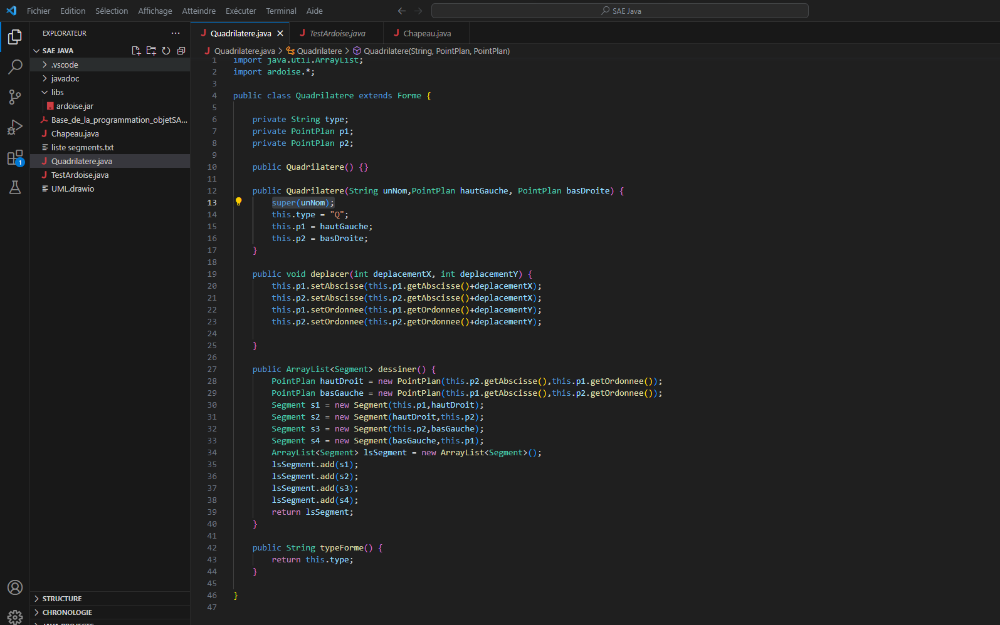 Fichier Edition Sélection Affichage Atteindre Exécuter Terminal Aide SAE Java
EXPLORATEUR
SAE JAVA
.vscode
javadoc
libs
ardoise.jar
Base_de_la_programmation_objetSA...
Chapeau.java
liste segments.txt
Quadrilatere.java
TestArdoise.java
UML.drawio
1
STRUCTURE
CHRONOLOGIE
JAVA PROJECTS
Quadrilatere.java TestArdoise.java Chapeau.java
Quadrilatere.java > Quadrilatere > Quadrilatere(String, PointPlan, PointPlan)
1 import java.util.ArrayList;
2 import ardoise.*;
3
4 public class Quadrilatere extends Forme {
5
6 private String type;
7 private PointPlan p1;
8 private PointPlan p2;
9
10 public Quadrilatere() {}
11
12 public Quadrilatere(String unNom,PointPlan hautGauche, PointPlan basDroite) {
13 super(unNom);
14 this.type = "Q";
15 this.p1 = hautGauche;
16 this.p2 = basDroite;
17 }
18
19 public void deplacer(int deplacementX, int deplacementY) {
20 this.p1.setAbscisse(this.p1.getAbscisse()+deplacementX);
21 this.p2.setAbscisse(this.p2.getAbscisse()+deplacementX);
22 this.p1.setOrdonnee(this.p1.getOrdonnee()+deplacementY);
23 this.p2.setOrdonnee(this.p2.getOrdonnee()+deplacementY);
24
25 }
26
27 public ArrayList<Segment> dessiner() {
28 PointPlan hautDroit = new PointPlan(this.p2.getAbscisse(),this.p1.getOrdonnee());
29 PointPlan basGauche = new PointPlan(this.p1.getAbscisse(),this.p2.getOrdonnee());
30 Segment s1 = new Segment(this.p1,hautDroit);
31 Segment s2 = new Segment(hautDroit,this.p2);
32 Segment s3 = new Segment(this.p2,basGauche);
33 Segment s4 = new Segment(basGauche,this.p1);
34 ArrayList<Segment> lsSegment = new ArrayList<Segment>();
35 lsSegment.add(s1);
36 lsSegment.add(s2);
37 lsSegment.add(s3);
38 lsSegment.add(s4);
39 return lsSegment;
40 }
41
42 public String typeForme() {
43 return this.type;
44 }
45
46 }
47